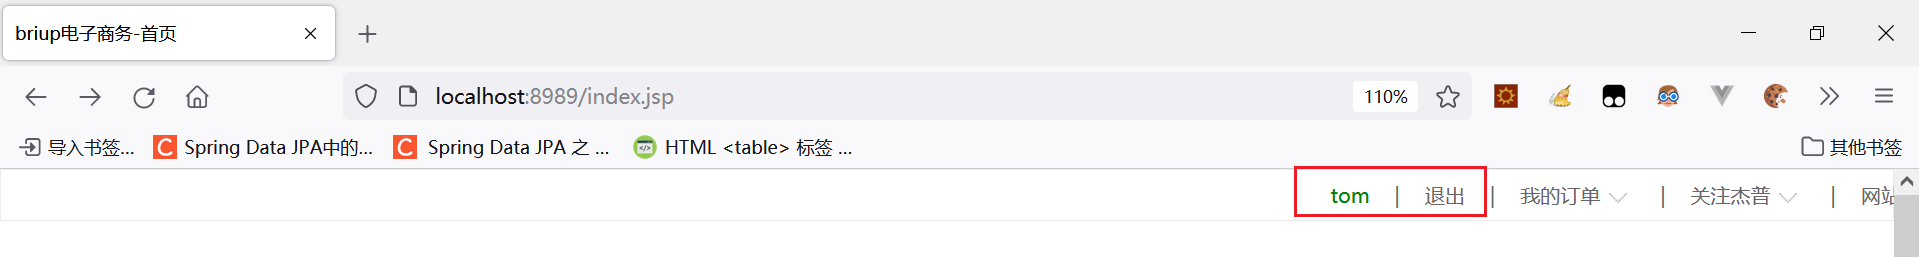 briup电子商务-首页
localhost:8989/index.jsp 110%
导入书签... Spring Data JPA中的... Spring Data JPA 之 ... HTML <table> 标签 ... 其他书签
tom | 退出 | 我的订单 | 关注杰普 | 网站